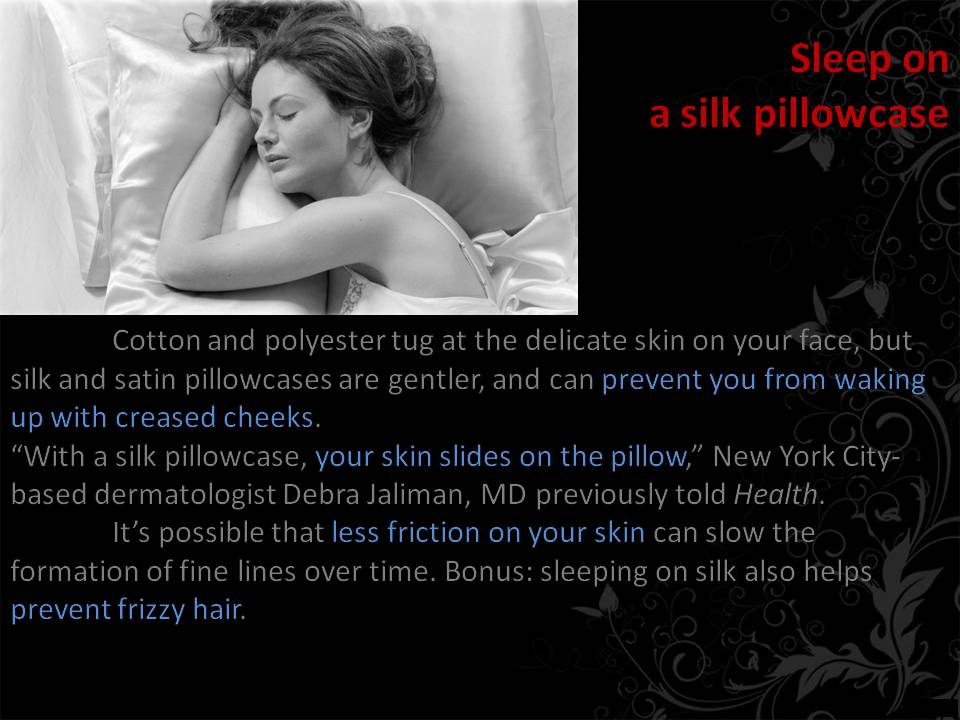 Sleep on
a silk pillowcase
Cotton and polyester tug at the delicate skin on your face, but
silk and satin pillowcases are gentler, and can prevent you from waking
up with creased cheeks.
“With a silk pillowcase, your skin slides on the pillow,” New York City-
based dermatologist Debra Jaliman, MD previously told Health.
It’s possible that less friction on your skin can slow the
formation of fine lines over time. Bonus: sleeping on silk also helps
prevent frizzy hair.